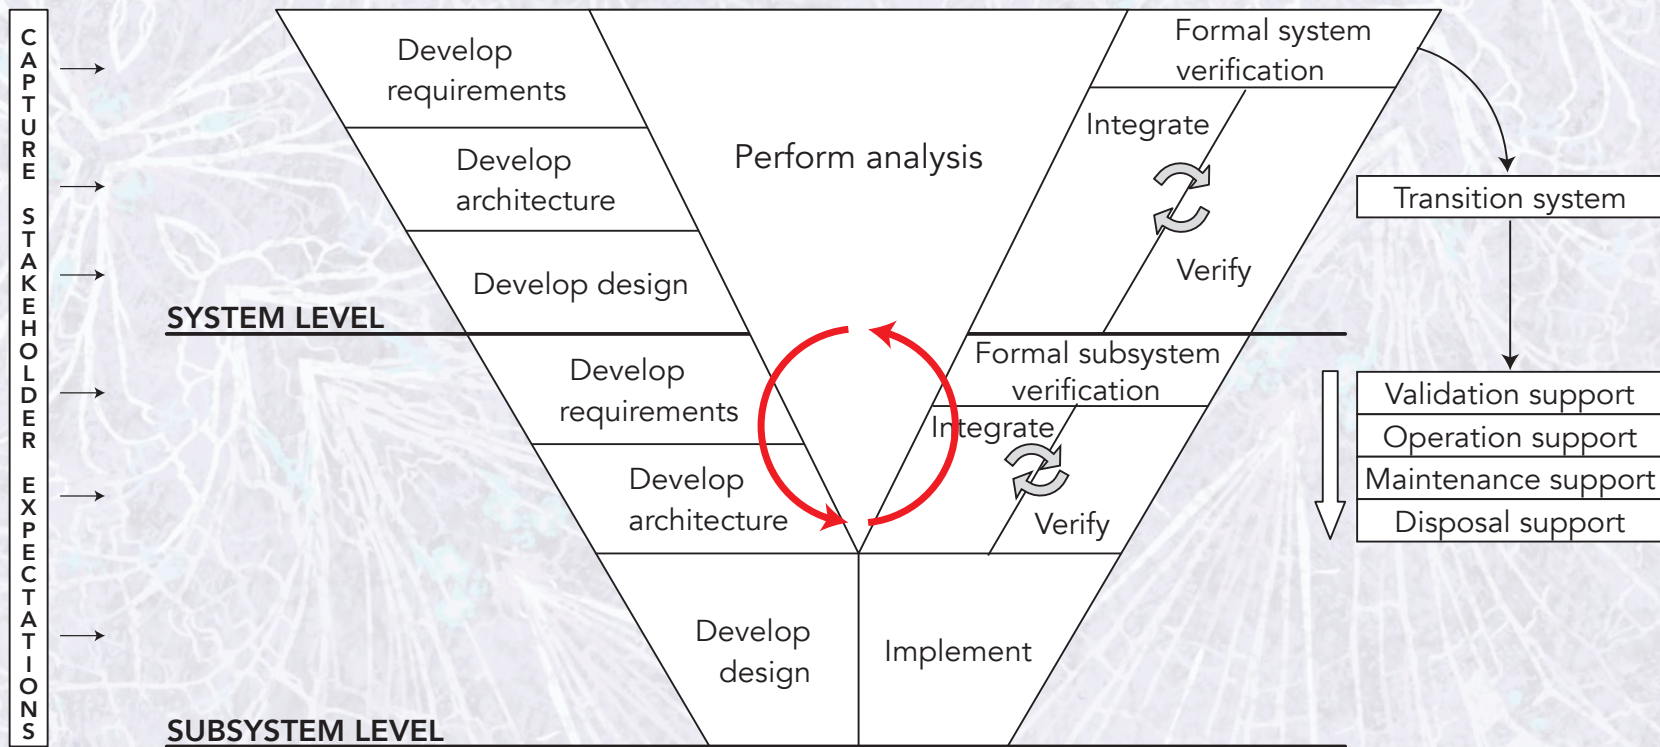 CAPTURE STAKEHOLDER EXPECTATIONS
Develop
requirements
Develop
architecture
Develop design
SYSTEM LEVEL
Develop
requirements
Develop
architecture
Develop
design
SUBSYSTEM LEVEL
Perform analysis
Formal system
verification
Integrate
Verify
Formal subsystem
verification
Integrate
Verify
Implement
Transition system
Validation support
Operation support
Maintenance support
Disposal support